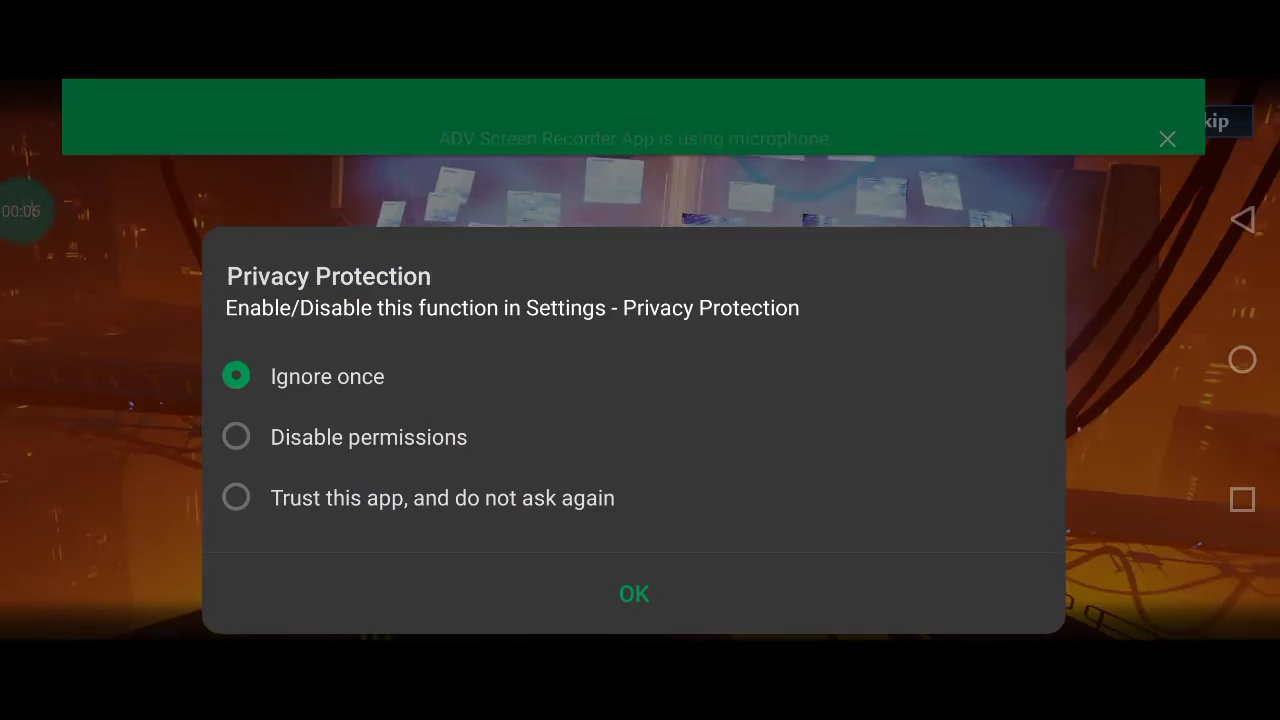 ADV Screen Recorder App is using microphone
kip
00:05
Privacy Protection
Enable/Disable this function in Settings - Privacy Protection
Ignore once
Disable permissions
Trust this app, and do not ask again
OK